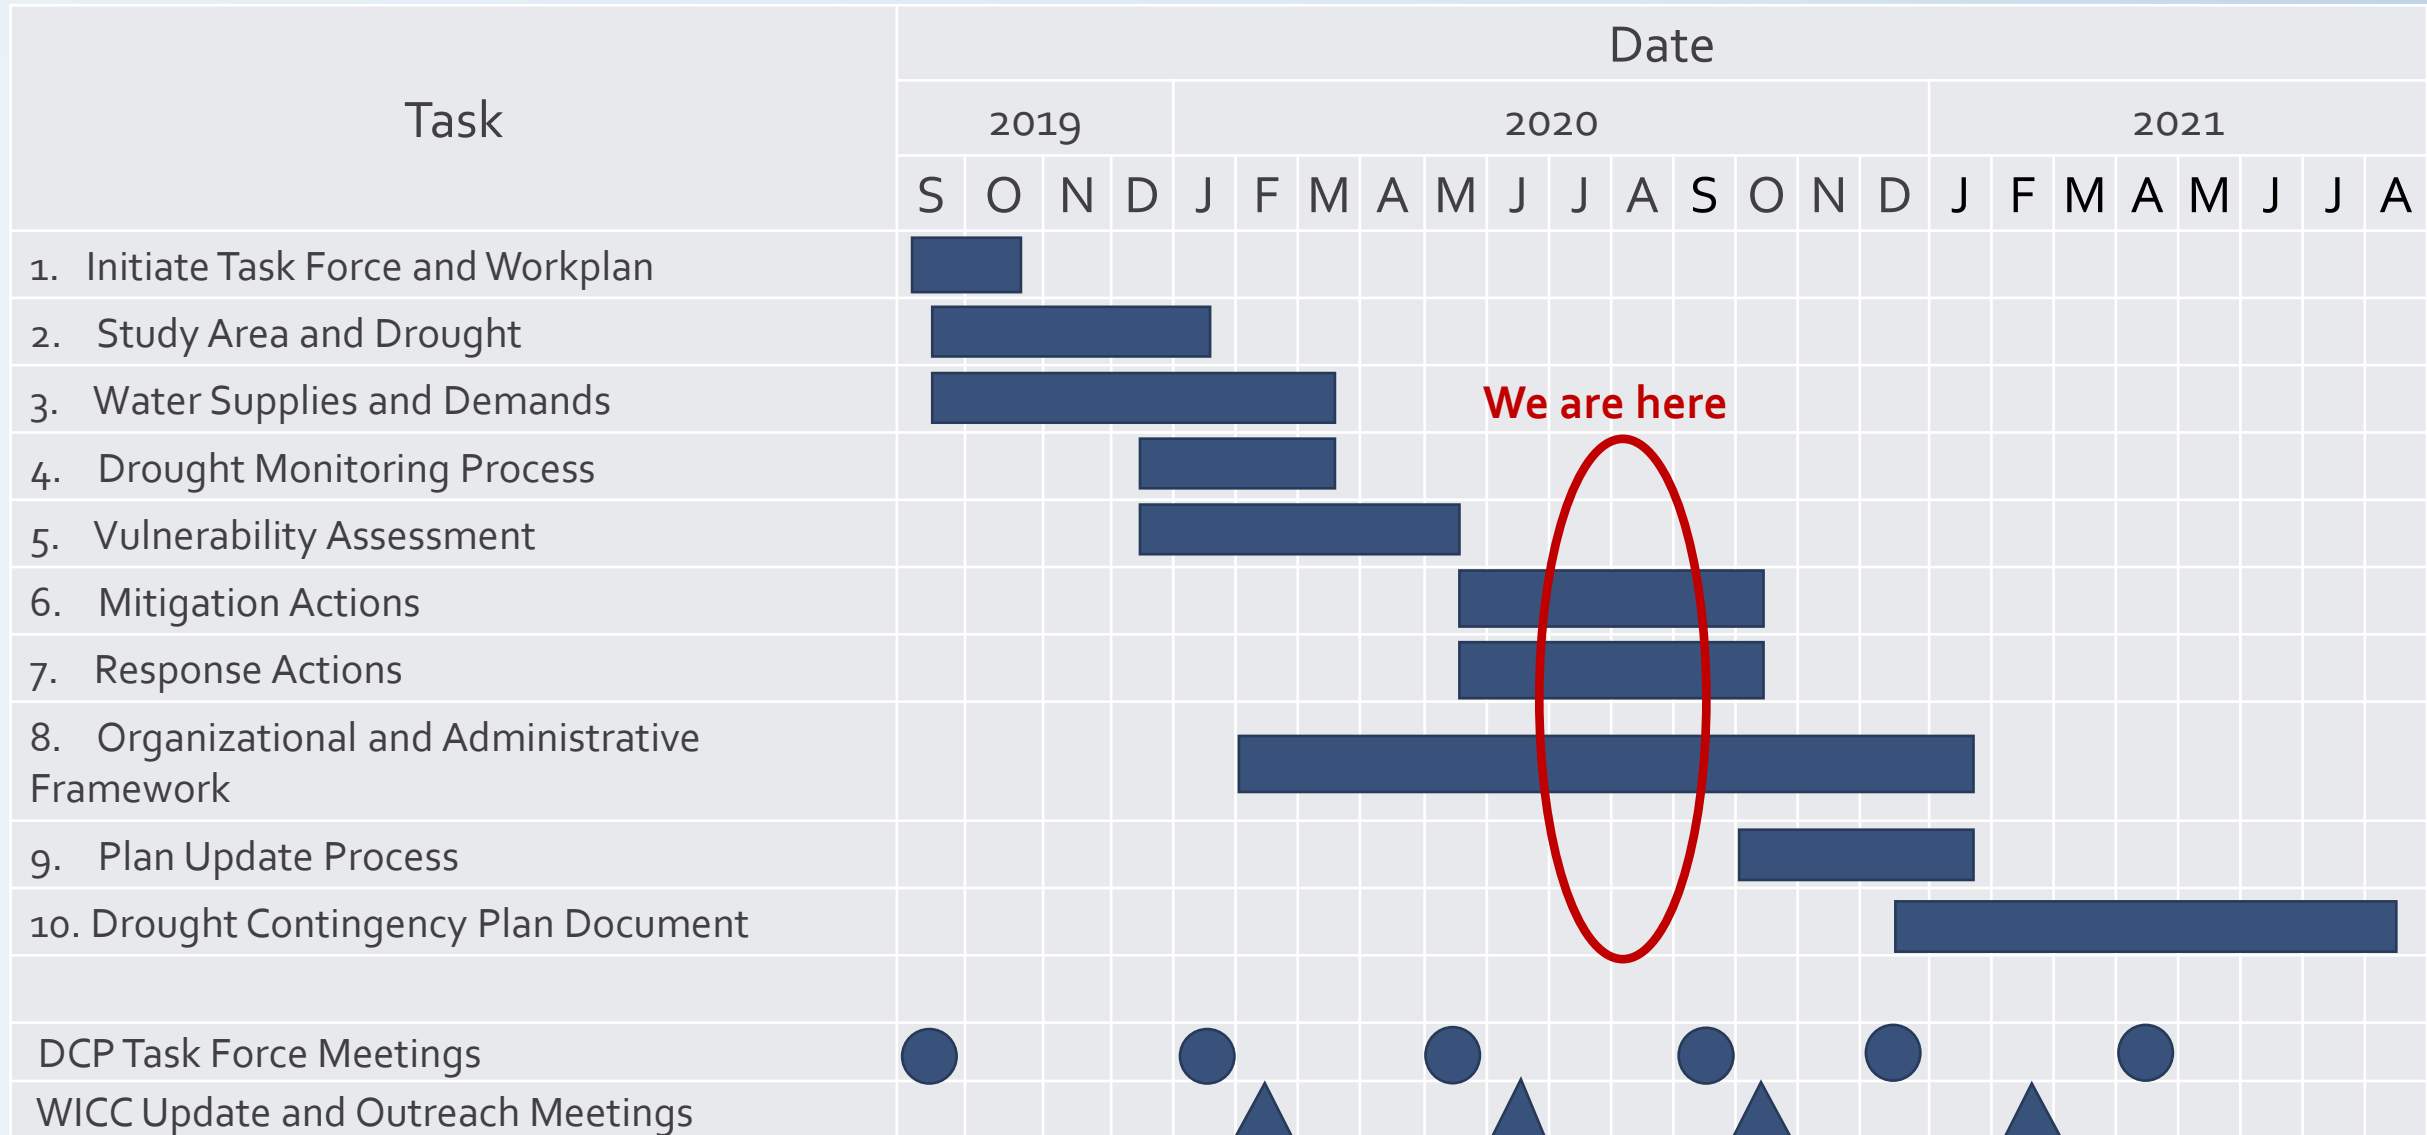 Task
Date
2019 2020 2021
S O N D J F M A M J J A S O N D J F M A M J J A
1. Initiate Task Force and Workplan
2. Study Area and Drought
3. Water Supplies and Demands
We are here
4. Drought Monitoring Process
5. Vulnerability Assessment
6. Mitigation Actions
7. Response Actions
8. Organizational and Administrative
Framework
9. Plan Update Process
10. Drought Contingency Plan Document
DCP Task Force Meetings
WICC Update and Outreach Meetings